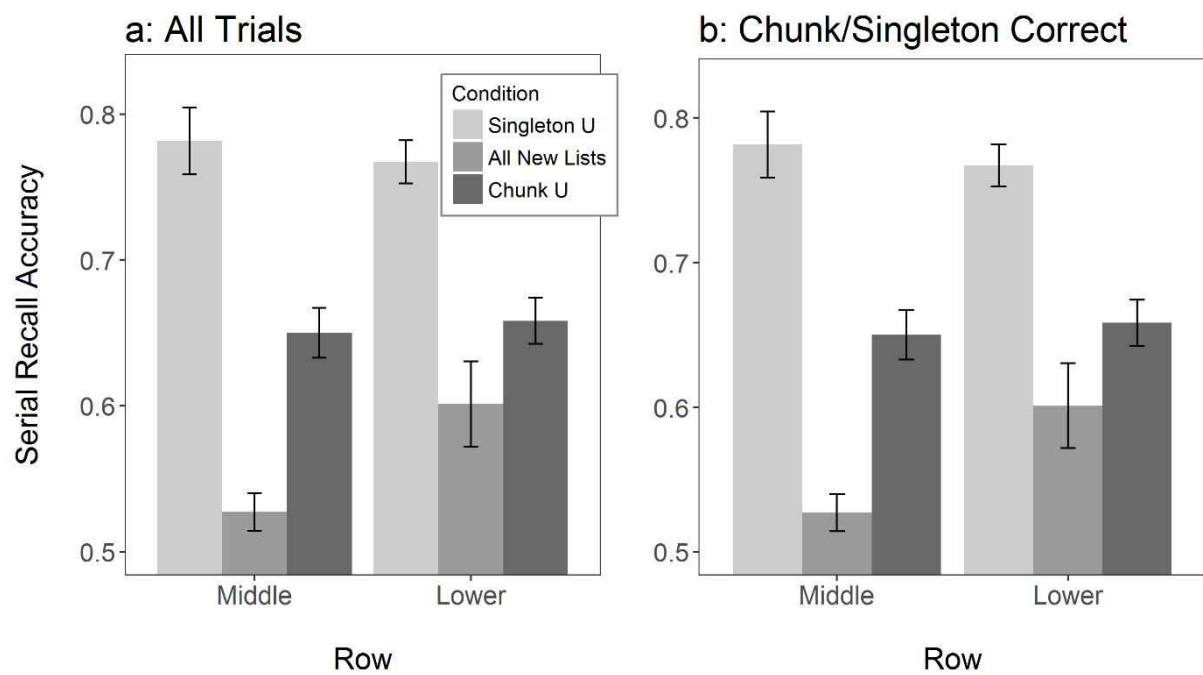 a: All Trials
b: Chunk/Singleton Correct
Serial Recall Accuracy
0.8
0.7
0.6
0.5
Condition
Singleton U
All New Lists
Chunk U
Middle
Lower
Row
0.8
0.7
0.6
0.5
Middle
Lower
Row